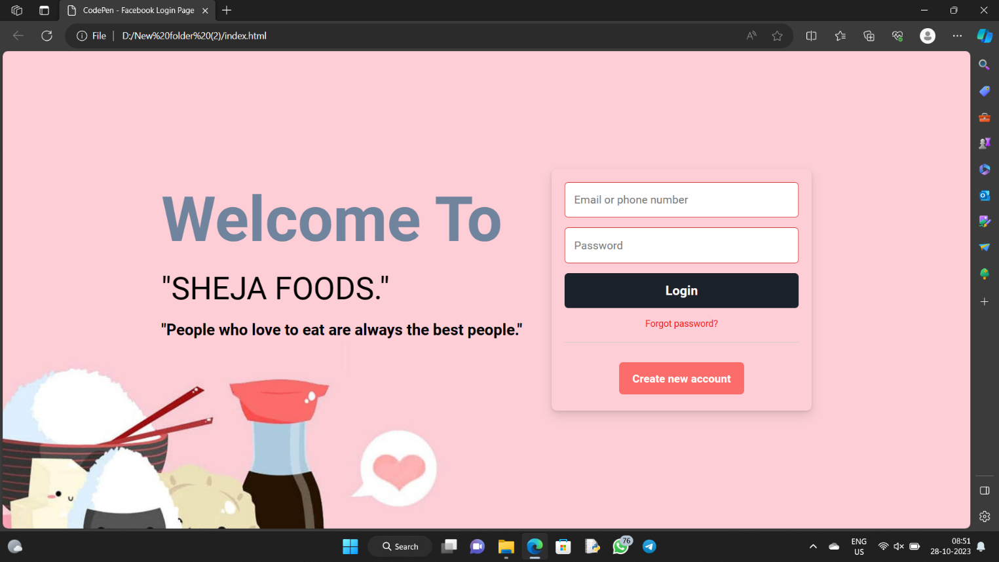 CodePen - Facebook Login Page
File
D:/New%20folder%20(2)/index.html
Welcome To
"SHEJA FOODS."
"People who love to eat are always the best people."
Email or phone number
Password
Login
Forgot password?
Create new account
Search
76
ENG
US
08:51
28-10-2023